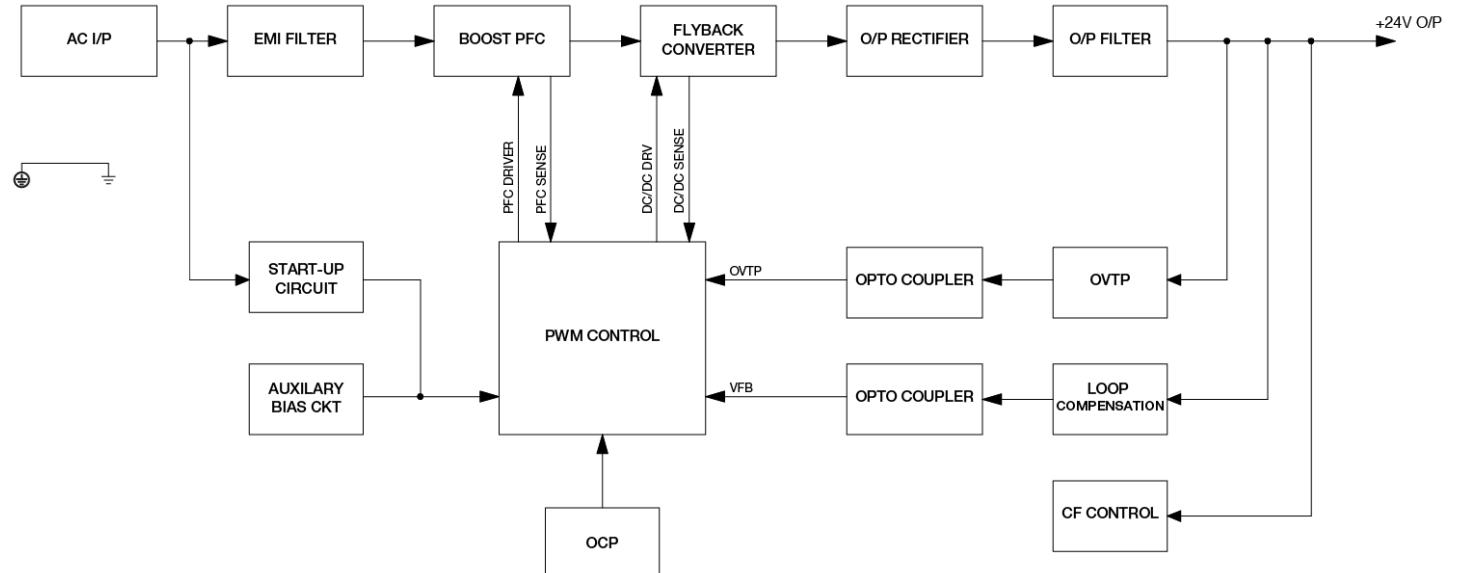 +24V O/P
AC I/P
EMI FILTER
BOOST PFC
FLYBACK
CONVERTER
O/P RECTIFIER
O/P FILTER
PFC DRIVER
PFC SENSE
DC/DC DRV
DC/DC SENSE
START-UP
CIRCUIT
PWM CONTROL
OVTP
OPTO COUPLER
OVTP
AUXILARY
BIAS CKT
VFB
OPTO COUPLER
LOOP
COMPENSATION
CF CONTROL
OCP